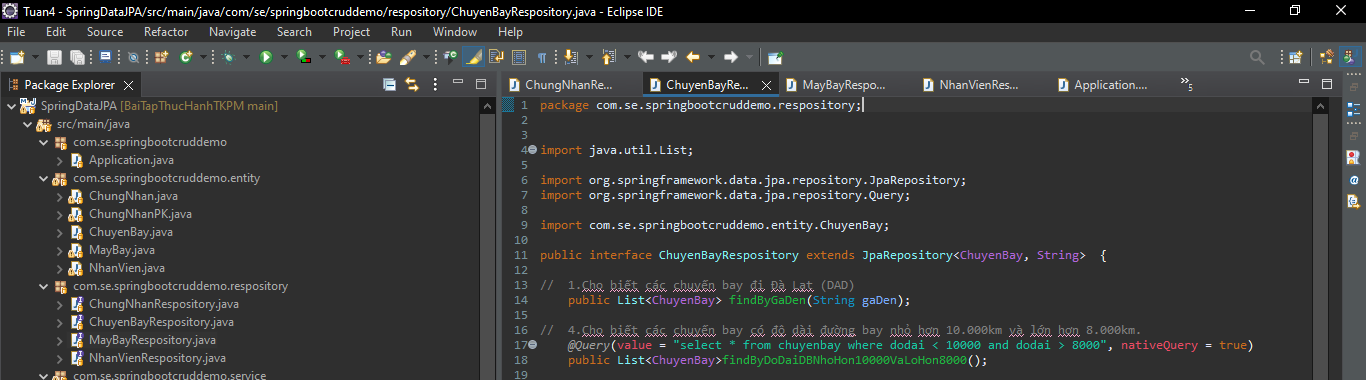 Tuan4 - SpringDataJPA/src/main/java/com/se/springbootcruddemo/respository/ChuyenBayRespository.java - Eclipse IDE
File Edit Source Refactor Navigate Search Project Run Window Help
Package Explorer
SpringDataJPA [BaiTapThucHanhTKPM main]
src/main/java
com.se.springbootcruddemo
Application.java
com.se.springbootcruddemo.entity
ChungNhan.java
ChungNhanPK.java
ChuyenBay.java
MayBay.java
NhanVien.java
com.se.springbootcruddemo.respository
ChungNhanRespository.java
ChuyenBayRespository.java
MayBayRespository.java
NhanVienRespository.java
com.se.springbootcruddemo.service
ChungNhanRe... ChuyenBayRe... MayBayRespo... NhanVienRes... Application.... »5
1 package com.se.springbootcruddemo.respository;
2
3
4 import java.util.List;
5
6 import org.springframework.data.jpa.repository.JpaRepository;
7 import org.springframework.data.jpa.repository.Query;
8
9 import com.se.springbootcruddemo.entity.ChuyenBay;
10
11 public interface ChuyenBayRespository extends JpaRepository<ChuyenBay, String> {
12
13 // 1.Cho biết các chuyến bay đi Đà Lạt (DAD)
14 public List<ChuyenBay> findByGaDen(String gaDen);
15
16 // 4.Cho biết các chuyến bay có độ dài đường bay nhỏ hơn 10.000km và lớn hơn 8.000km.
17 @Query(value = "select * from chuyenbay where dodai < 10000 and dodai > 8000", nativeQuery = true)
18 public List<ChuyenBay>findByDoDaiDBNhoHon10000VaLoHon8000();
19